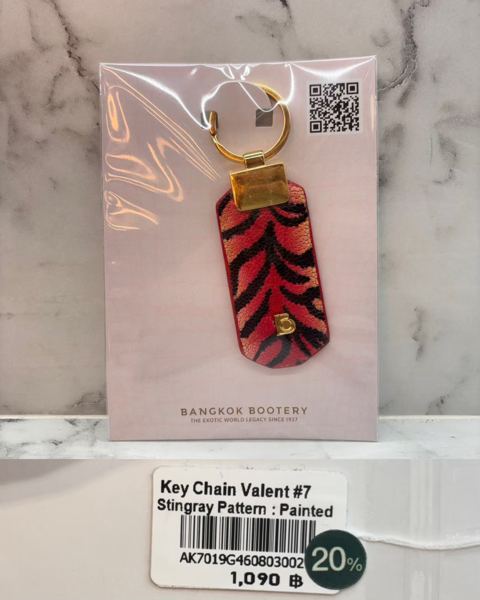 B
BANGKOK BOOTERY
THE EXOTIC WORLD LEGACY SINCE 1937
Key Chain Valent #7
Stingray Pattern : Painted
AK7019G460803002
20%
1,090 ฿